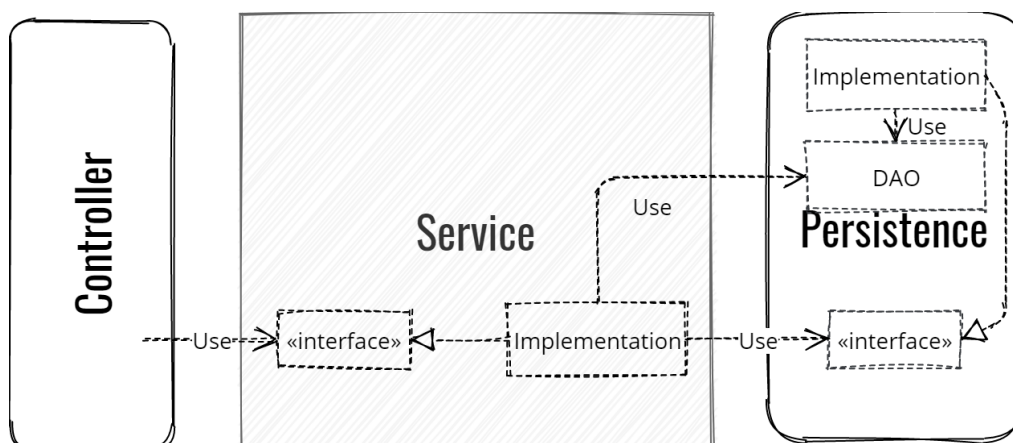 Controller
Service
Persistence
Implementation
Use
DAO
Use
Use
«interface»
Implementation
Use
«interface»